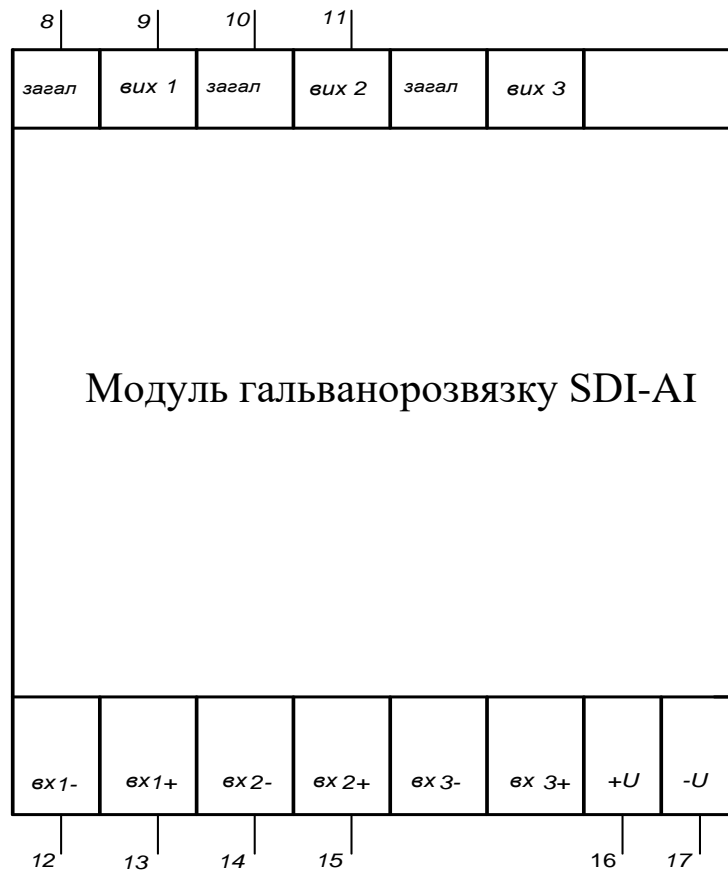 8 9 10 11
загал вих 1 загал вих 2 загал вих 3
Модуль гальванорозвязку SDI-AI
вх1- вх1+ вх2- вх2+ вх3- вх 3+ +U -U
12 13 14 15 16 17